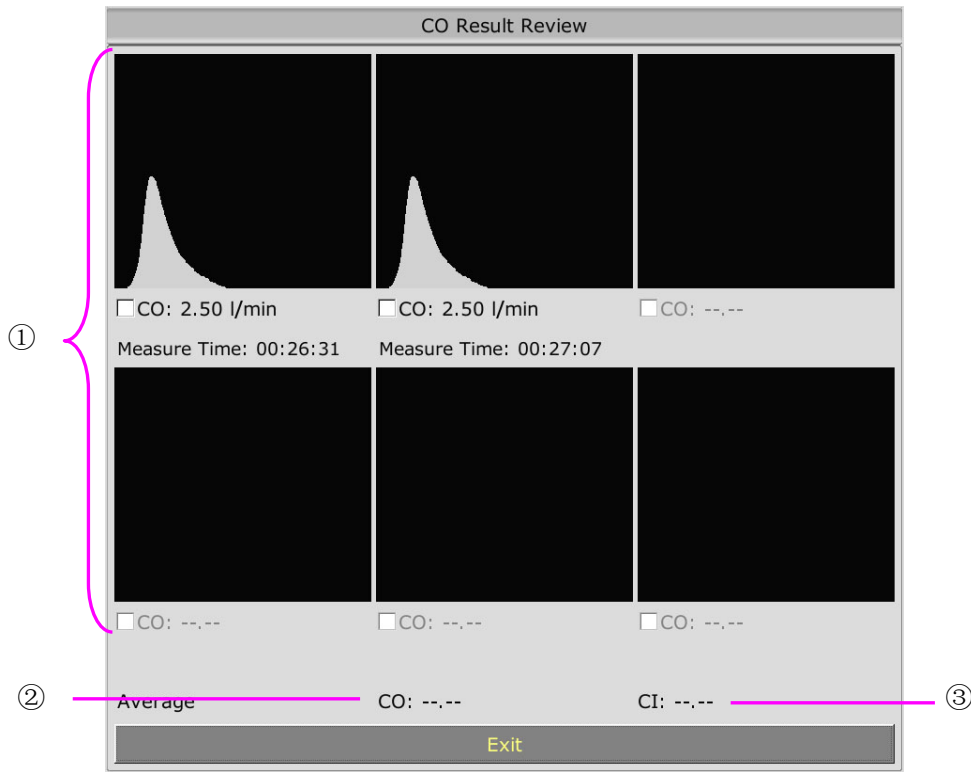 CO Result Review
CO: 2.50 l/min CO: 2.50 l/min CO: --.--
① 
Measure Time: 00:26:31 Measure Time: 00:27:07
CO: --.-- CO: --.-- CO: --.--
② Average CO: --.-- CI: --.-- ③
Exit